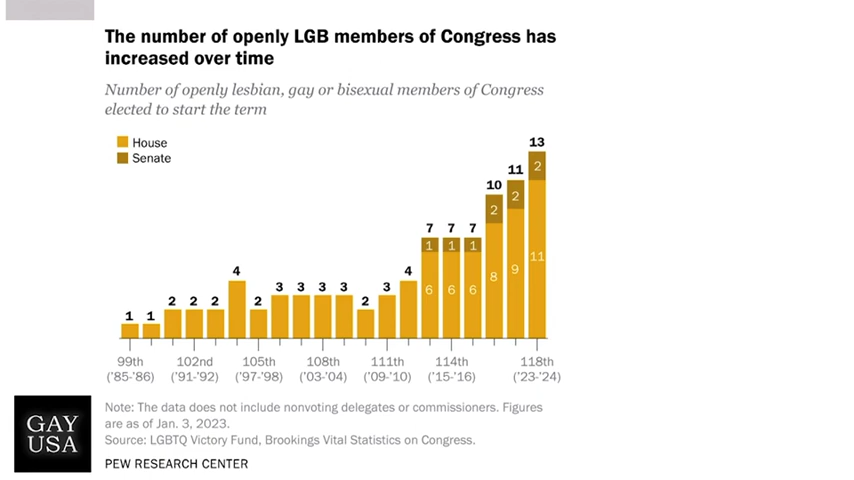 The number of openly LGB members of Congress has
increased over time
Number of openly lesbian, gay or bisexual members of Congress
elected to start the term
House
Senate
13
11
10
7 7 7
4
4
3 3 3 3
3
2 2 2
2
2
1 1
2
2
2
1 1 1
11
9
8
6 6 6
99th 102nd 105th 108th 111th 114th 118th
('85-'86) ('91-'92) ('97-'98) ('03-'04) ('09-'10) ('15-'16) ('23-'24)
Note: The data does not include nonvoting delegates or commissioners. Figures
are as of Jan. 3, 2023.
Source: LGBTQ Victory Fund, Brookings Vital Statistics on Congress.
PEW RESEARCH CENTER
GAY
USA